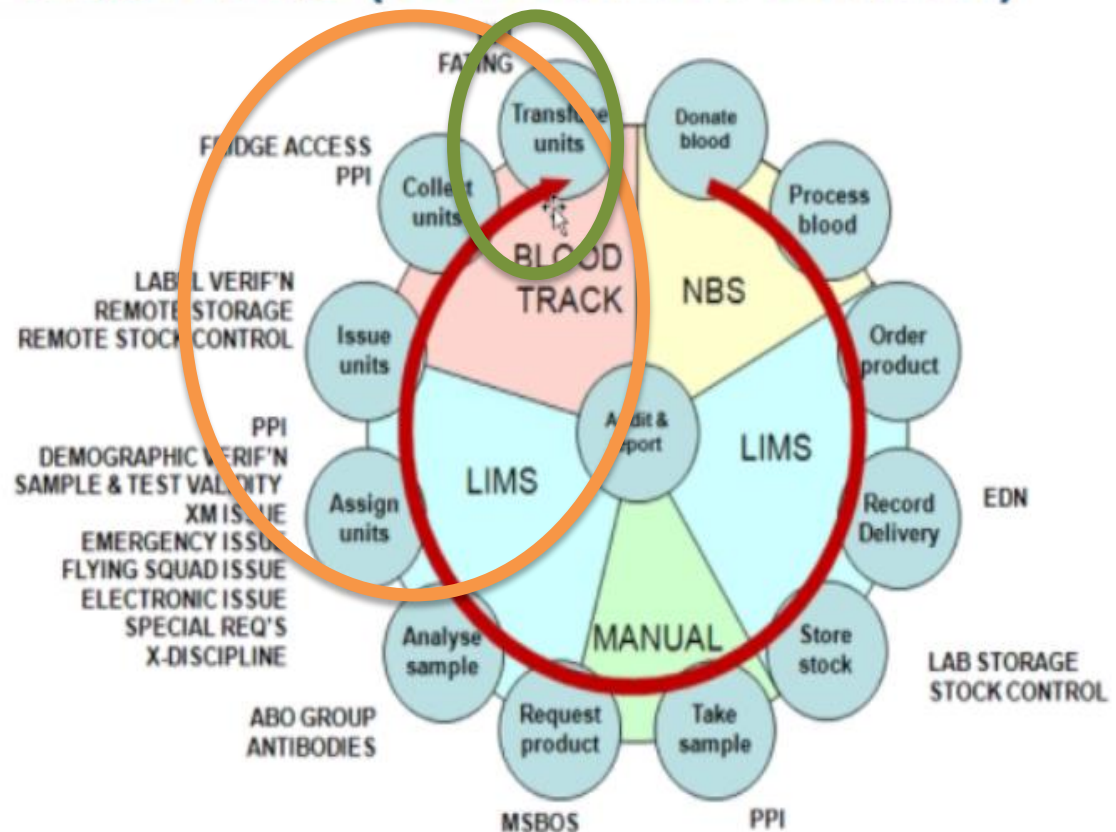 FATING
Transfuse
units
Donate
blood
FRIDGE ACCESS
PPI
Collect
units
Process
blood
BLOOD
TRACK
NBS
LABEL VERIF'N
REMOTE STORAGE
REMOTE STOCK CONTROL
Issue
units
Order
product
Audit &
report
PPI
DEMOGRAPHIC VERIF'N
SAMPLE & TEST VALIDITY
XM ISSUE
EMERGENCY ISSUE
FLYING SQUAD ISSUE
ELECTRONIC ISSUE
SPECIAL REQ'S
X-DISCIPLINE
LIMS
LIMS
Assign
units
Record
Delivery
EDN
MANUAL
Analyse
sample
Store
stock
LAB STORAGE
STOCK CONTROL
ABO GROUP
ANTIBODIES
Request
product
Take
sample
MSBOS
PPI